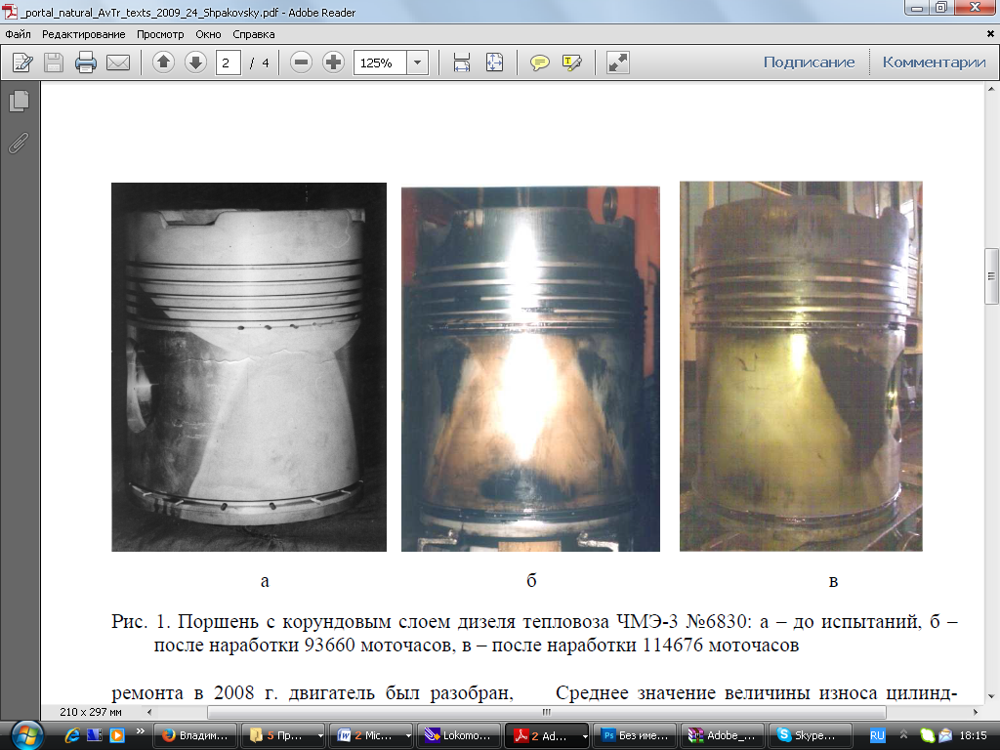 _portal_natural_AvTr_texts_2009_24_Shpakovsky.pdf - Adobe Reader
Файл Редактирование Просмотр Окно Справка
2 / 4 125% Подписание Комментарии
а б в
Рис. 1. Поршень с корундовым слоем дизеля тепловоза ЧМЭ-3 №6830: а – до испытаний, б –
после наработки 93660 моточасов, в – после наработки 114676 моточасов
ремонта в 2008 г. двигатель был разобран, Среднее значение величины износа цилинд-
210 x 297 мм
Владим... 5 Пр... 2 Mic... Lokomo... 2 Ad... Без име... Adobe_... Skype... RU 18:15